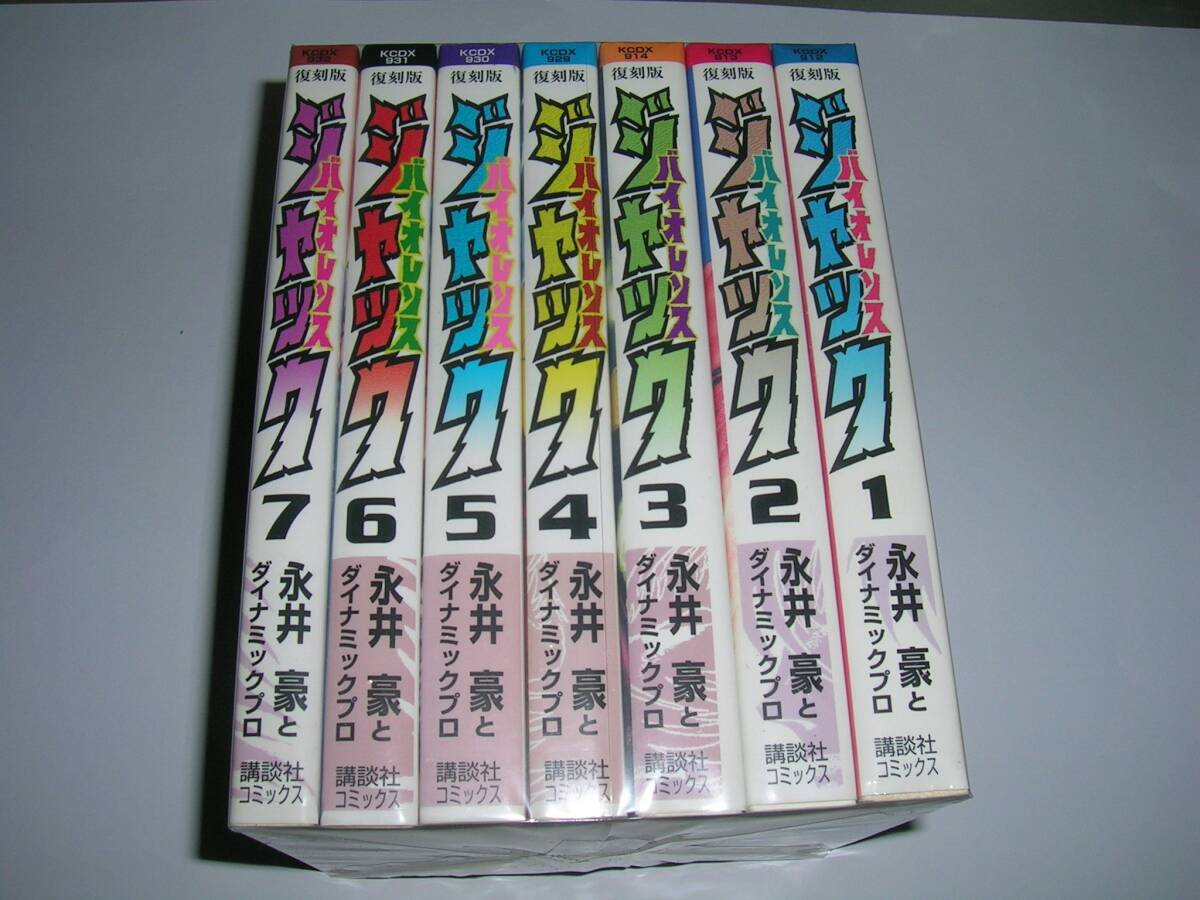 KCDX
932
復刻版
バイオレンス
ジャック
7
永井豪と
ダイナミックプロ
講談社
コミックス
KCDX
931
復刻版
バイオレンス
ジャック
6
永井豪と
ダイナミックプロ
講談社
コミックス
KCDX
930
復刻版
バイオレンス
ジャック
5
永井豪と
ダイナミックプロ
講談社
コミックス
KCDX
929
復刻版
バイオレンス
ジャック
4
永井豪と
ダイナミックプロ
講談社
コミックス
KCDX
914
復刻版
バイオレンス
ジャック
3
永井豪と
ダイナミックプロ
講談社
コミックス
KCDX
913
復刻版
バイオレンス
ジャック
2
永井豪と
ダイナミックプロ
講談社
コミックス
KCDX
912
復刻版
バイオレンス
ジャック
1
永井豪と
ダイナミックプロ
講談社
コミックス